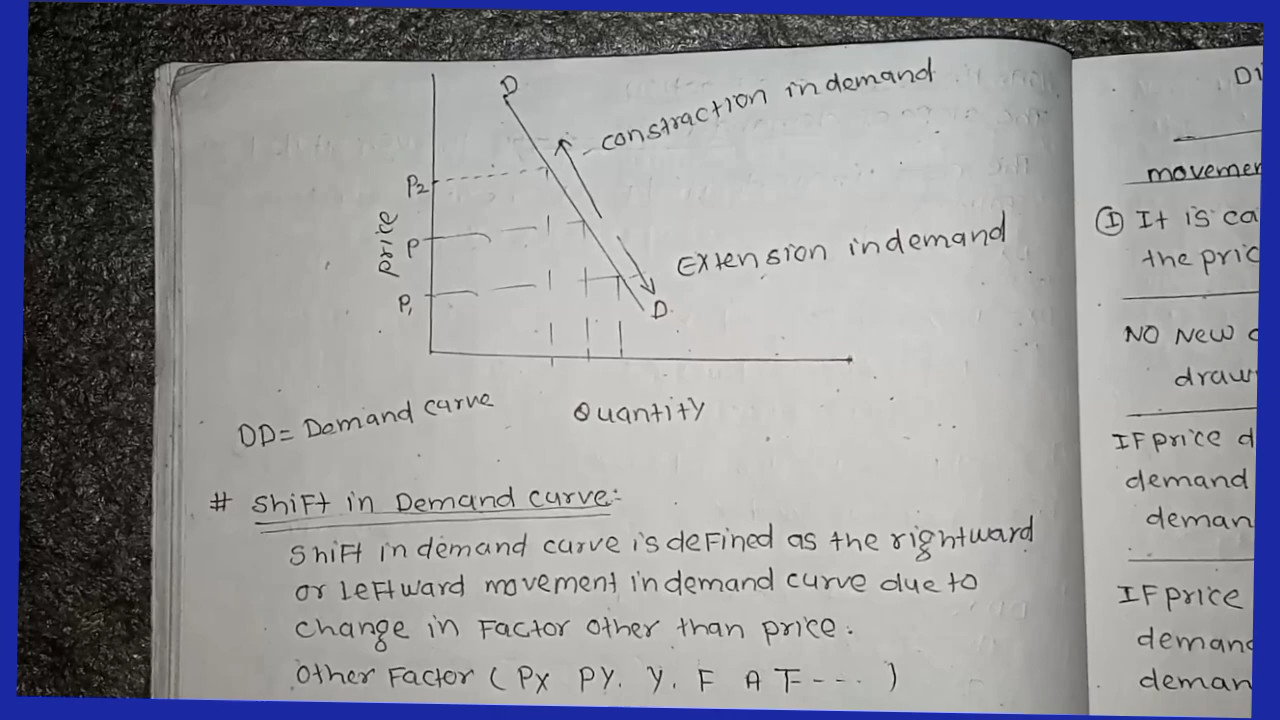 D
constraction in demand
P2
price
P
Extension in demand
P1
D
DD = Demand curve
Quantity
# Shift in Demand curve:-
Shift in demand curve is defined as the rightward
or leftward movement in demand curve due to
change in Factor other than price.
Other Factor ( Px PY. Y. F A T - - - )
movemen
I It is ca
the pric
NO New
draw
IF price d
demand
deman
IF price
demand
deman